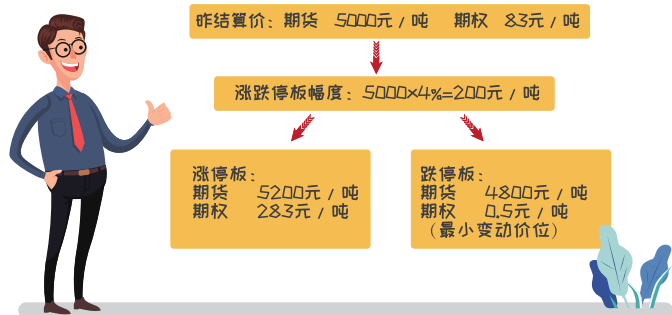 昨结算价：期货 5000元 / 吨 期权 83元 / 吨
涨跌停板幅度：5000×4%=200元 / 吨
涨停板：
期货 5200元 / 吨
期权 283元 / 吨
跌停板：
期货 4800元 / 吨
期权 0.5元 / 吨
（最小变动价位）